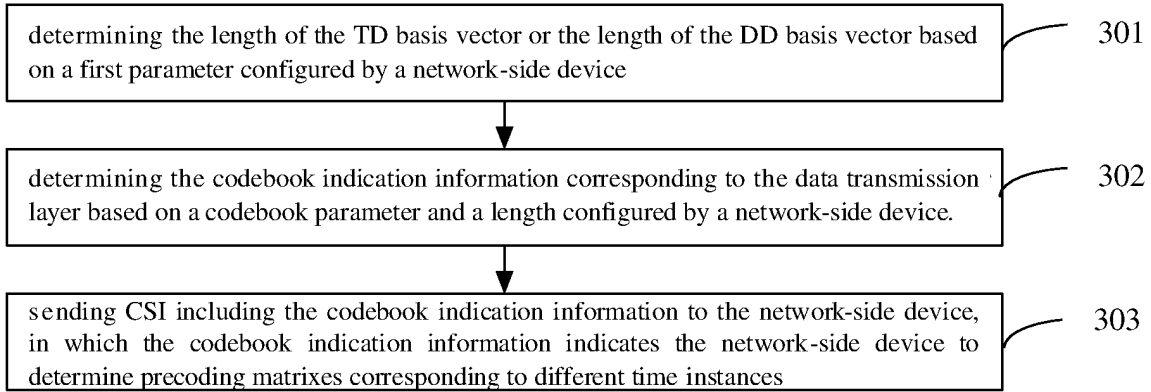 determining the length of the TD basis vector or the length of the DD basis vector based
on a first parameter configured by a network-side device
301
determining the codebook indication information corresponding to the data transmission
layer based on a codebook parameter and a length configured by a network-side device.
302
sending CSI including the codebook indication information to the network-side device,
in which the codebook indication information indicates the network-side device to
determine precoding matrixes corresponding to different time instances
303